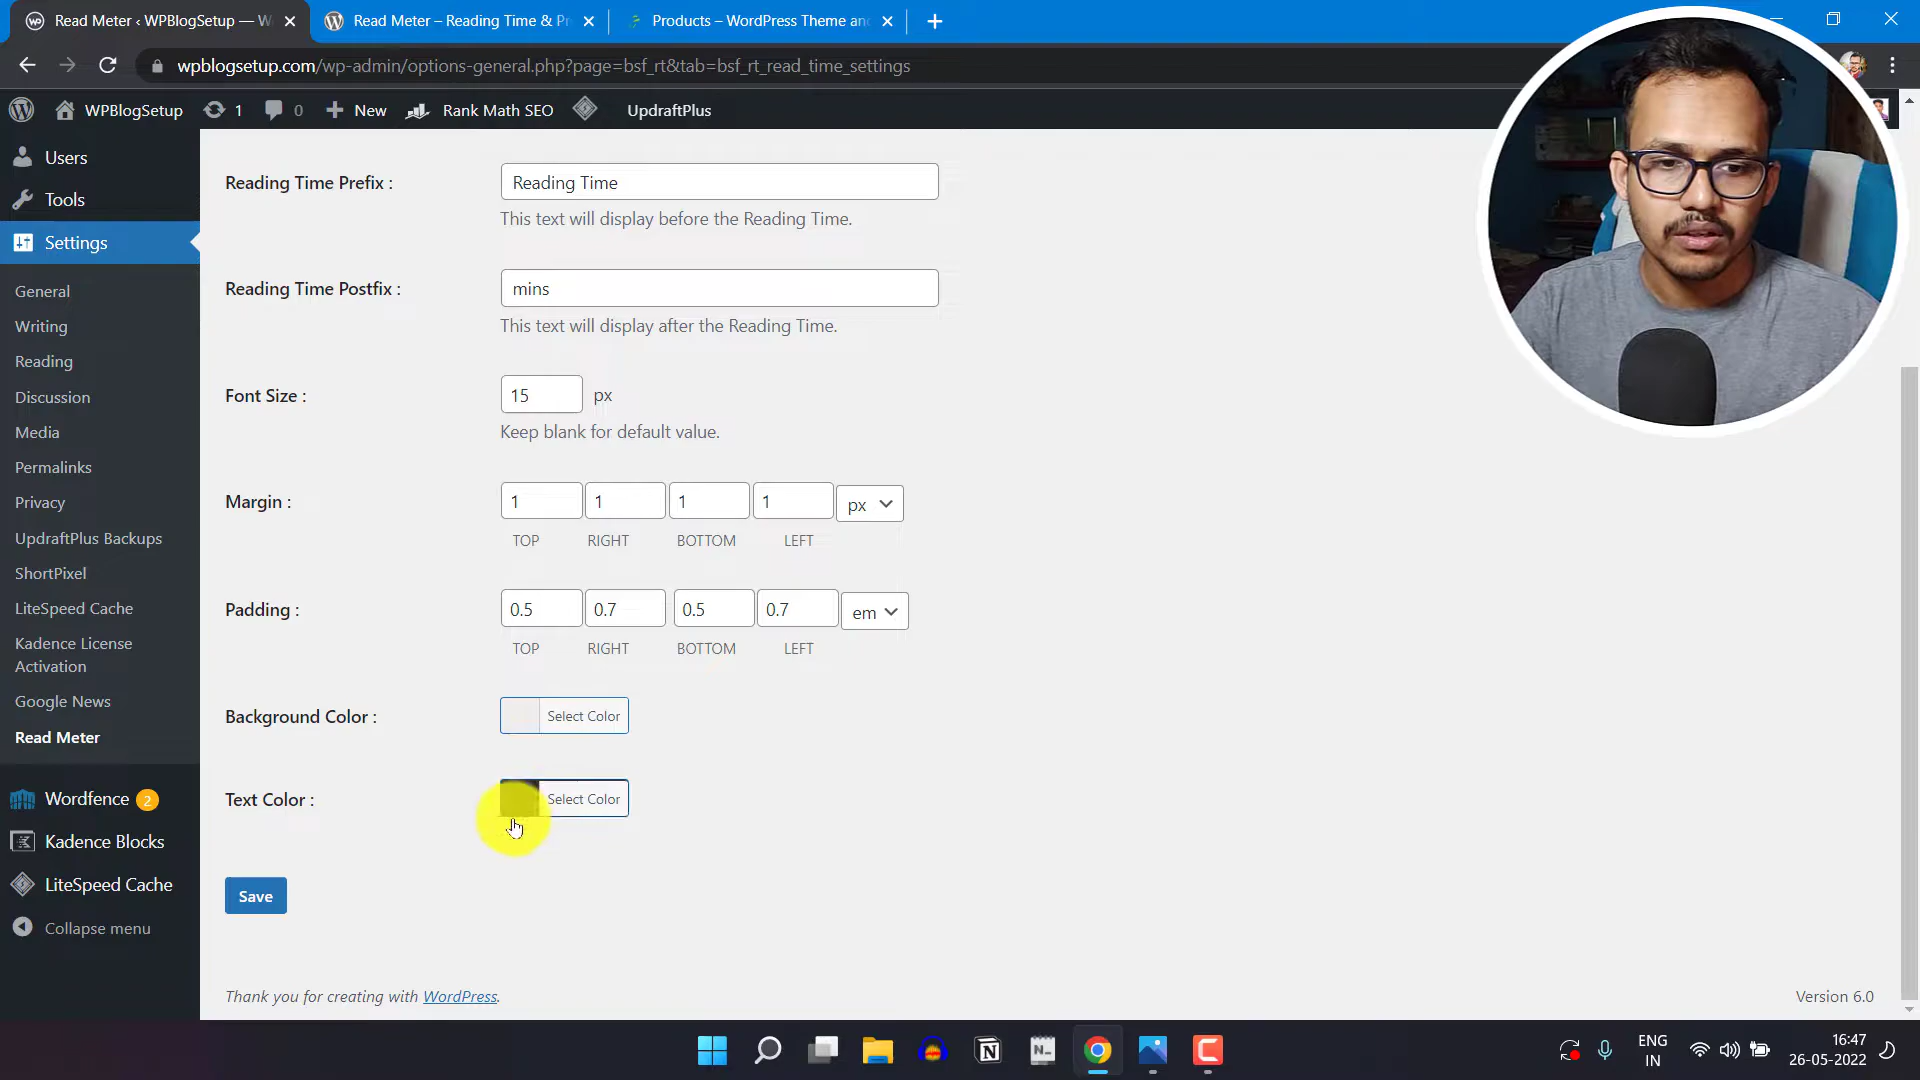 Read Meter ‹ WPBlogSetup — W
Read Meter – Reading Time & Pr
Products – WordPress Theme an
wpblogsetup.com/wp-admin/options-general.php?page=bsf_rt&tab=bsf_rt_read_time_settings
WPBlogSetup 1 0 New Rank Math SEO UpdraftPlus
Users
Tools
Settings
General
Writing
Reading
Discussion
Media
Permalinks
Privacy
UpdraftPlus Backups
ShortPixel
LiteSpeed Cache
Kadence License
Activation
Google News
Read Meter
Wordfence 2
Kadence Blocks
LiteSpeed Cache
Collapse menu
Reading Time Prefix : Reading Time
This text will display before the Reading Time.
Reading Time Postfix : mins
This text will display after the Reading Time.
Font Size : 15 px
Keep blank for default value.
Margin : 1 1 1 1 px
TOP RIGHT BOTTOM LEFT
Padding : 0.5 0.7 0.5 0.7 em
TOP RIGHT BOTTOM LEFT
Background Color : Select Color
Text Color : Select Color
Save
Thank you for creating with WordPress.
Version 6.0
ENG
IN
16:47
26-05-2022